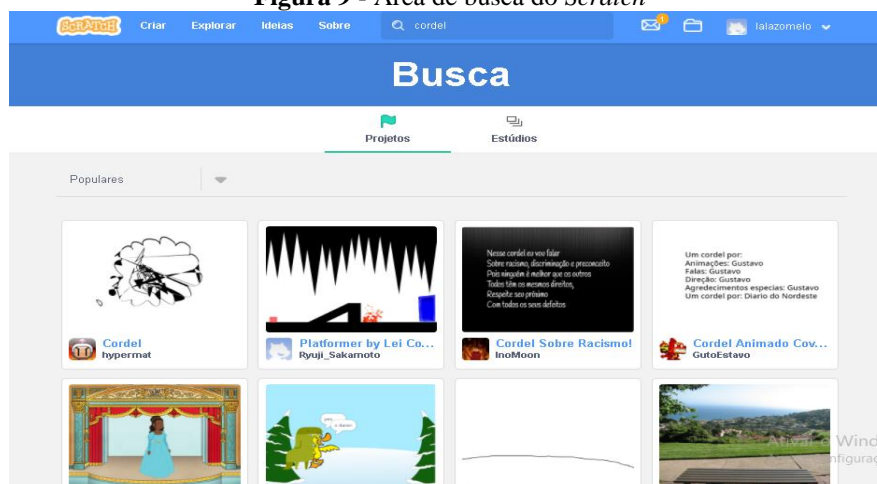 Figura 9 - Área de busca do Scratch
SCRATCH Criar Explorar Ideias Sobre cordel 1 lalazomelo
Busca
Projetos Estúdios
Populares
Nesse cordel eu vou falar
Sobre racismo, discriminação e preconceito
Pois ninguém é melhor que os outros
Todos têm os mesmos direitos,
Respeite seu próximo
Com todos os seus defeitos
Um cordel por:
Animações: Gustavo
Falas: Gustavo
Direção: Gustavo
Agredecimentos especias: Gustavo
Um cordel por: Diario do Nordeste
Cordel
hypermat
Platformer by Lei Co...
Ryuji_Sakamoto
Cordel Sobre Racismo!
InoMoon
Cordel Animado Cov...
GutoEstavo
Ativar o Wind
nfiguraç